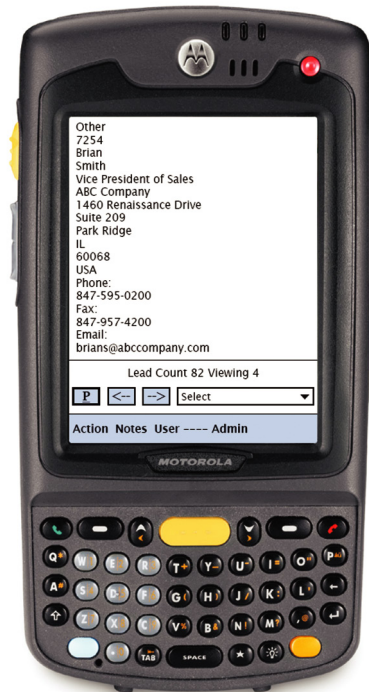 Other
7254
Brian
Smith
Vice President of Sales
ABC Company
1460 Renaissance Drive
Suite 209
Park Ridge
IL
60068
USA
Phone:
847-595-0200
Fax:
847-957-4200
Email:
brians@abccompany.com
Lead Count 82 Viewing 4
P <-- --> Select
Action Notes User ---- Admin
MOTOROLA
Q W E R T + Y - U I O P
A S D F G H J K : L
Z X C V B & N ! M ?
TAB SPACE